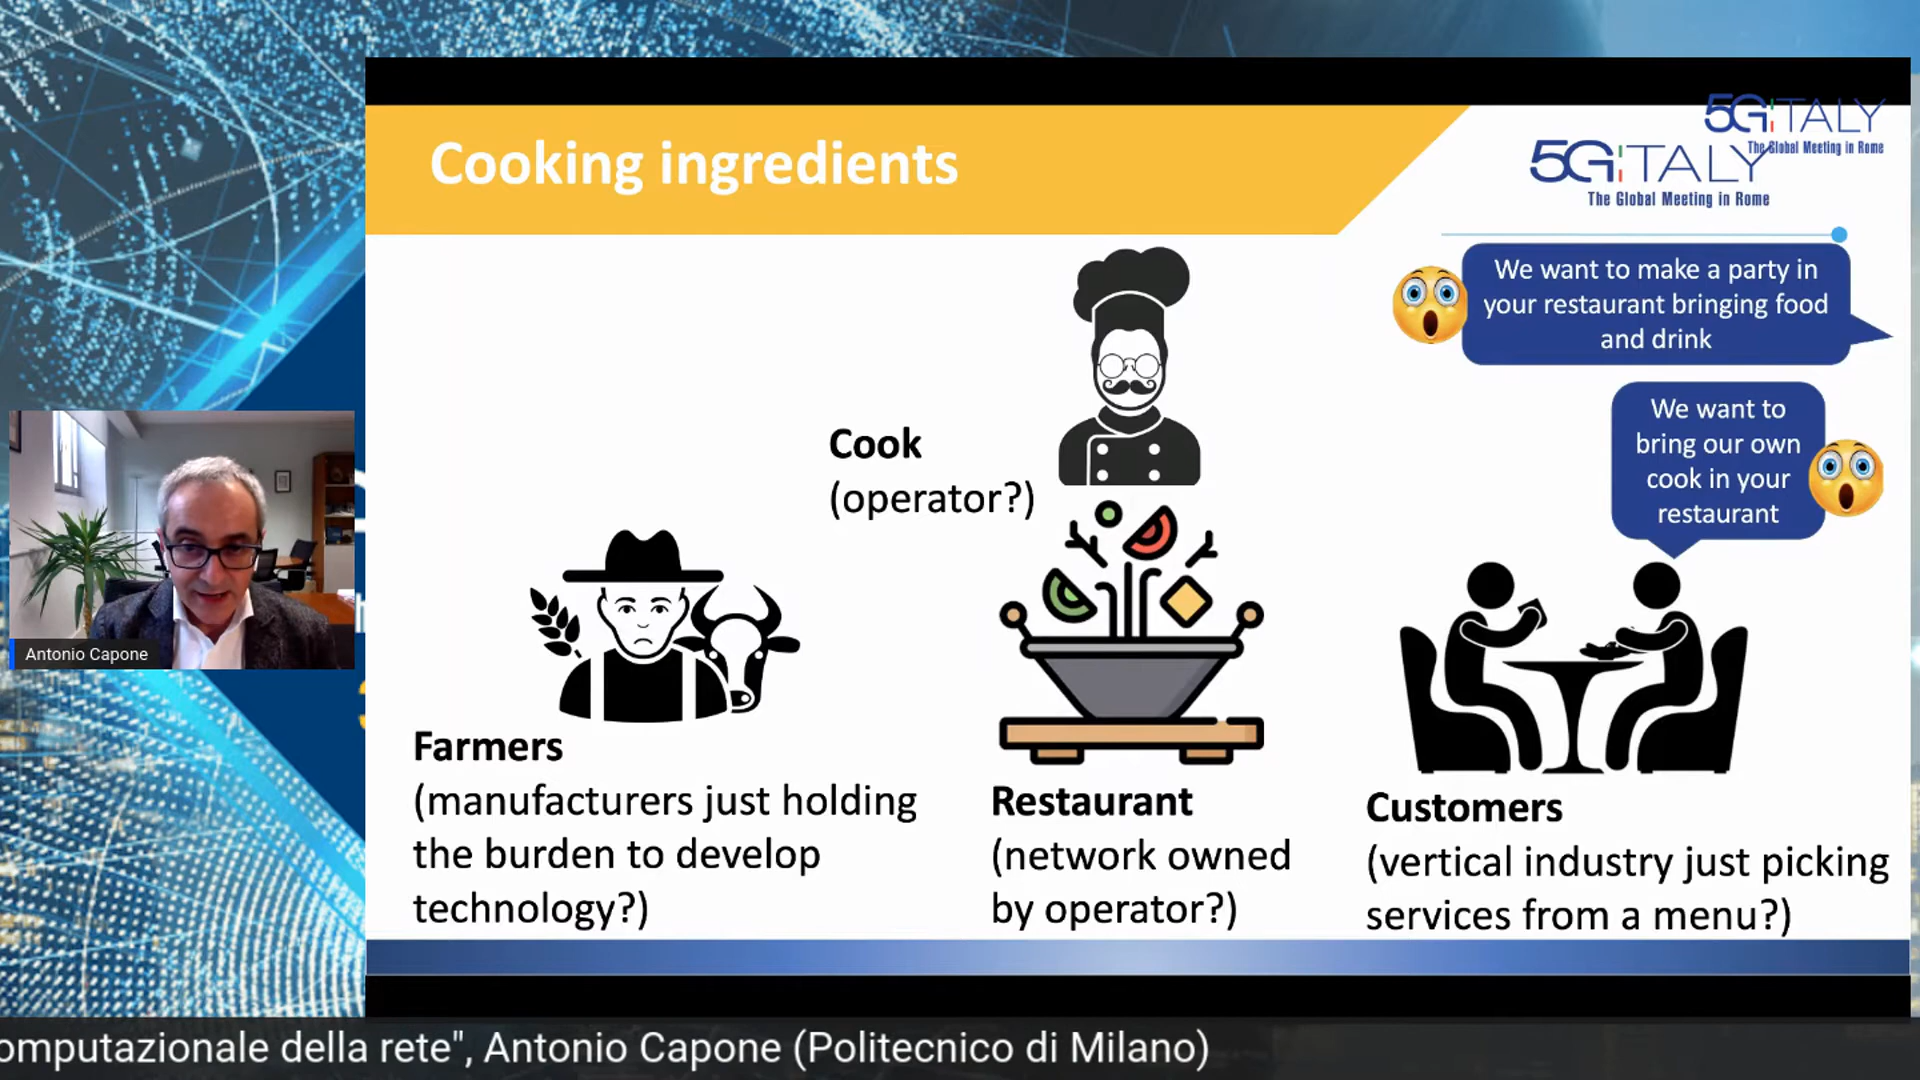 Cooking ingredients
5G ITALY
The Global Meeting in Rome
5G ITALY
The Global Meeting in Rome
We want to make a party in
your restaurant bringing food
and drink
We want to
bring our own
cook in your
restaurant
Cook
(operator?)
Farmers
(manufacturers just holding
the burden to develop
technology?)
Restaurant
(network owned
by operator?)
Customers
(vertical industry just picking
services from a menu?)
Antonio Capone
omputazionale della rete", Antonio Capone (Politecnico di Milano)